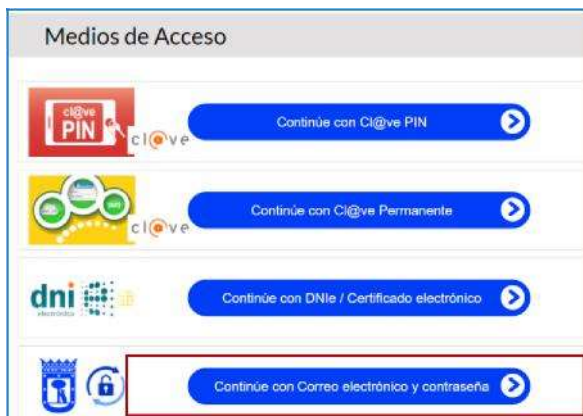 Medios de Acceso
cl@ve
PIN
cl@ve
Continúe con Cl@ve PIN
cl@ve
Continúe con Cl@ve Permanente
dni
electrónico
Continúe con DNIe / Certificado electrónico
Continúe con Correo electrónico y contraseña